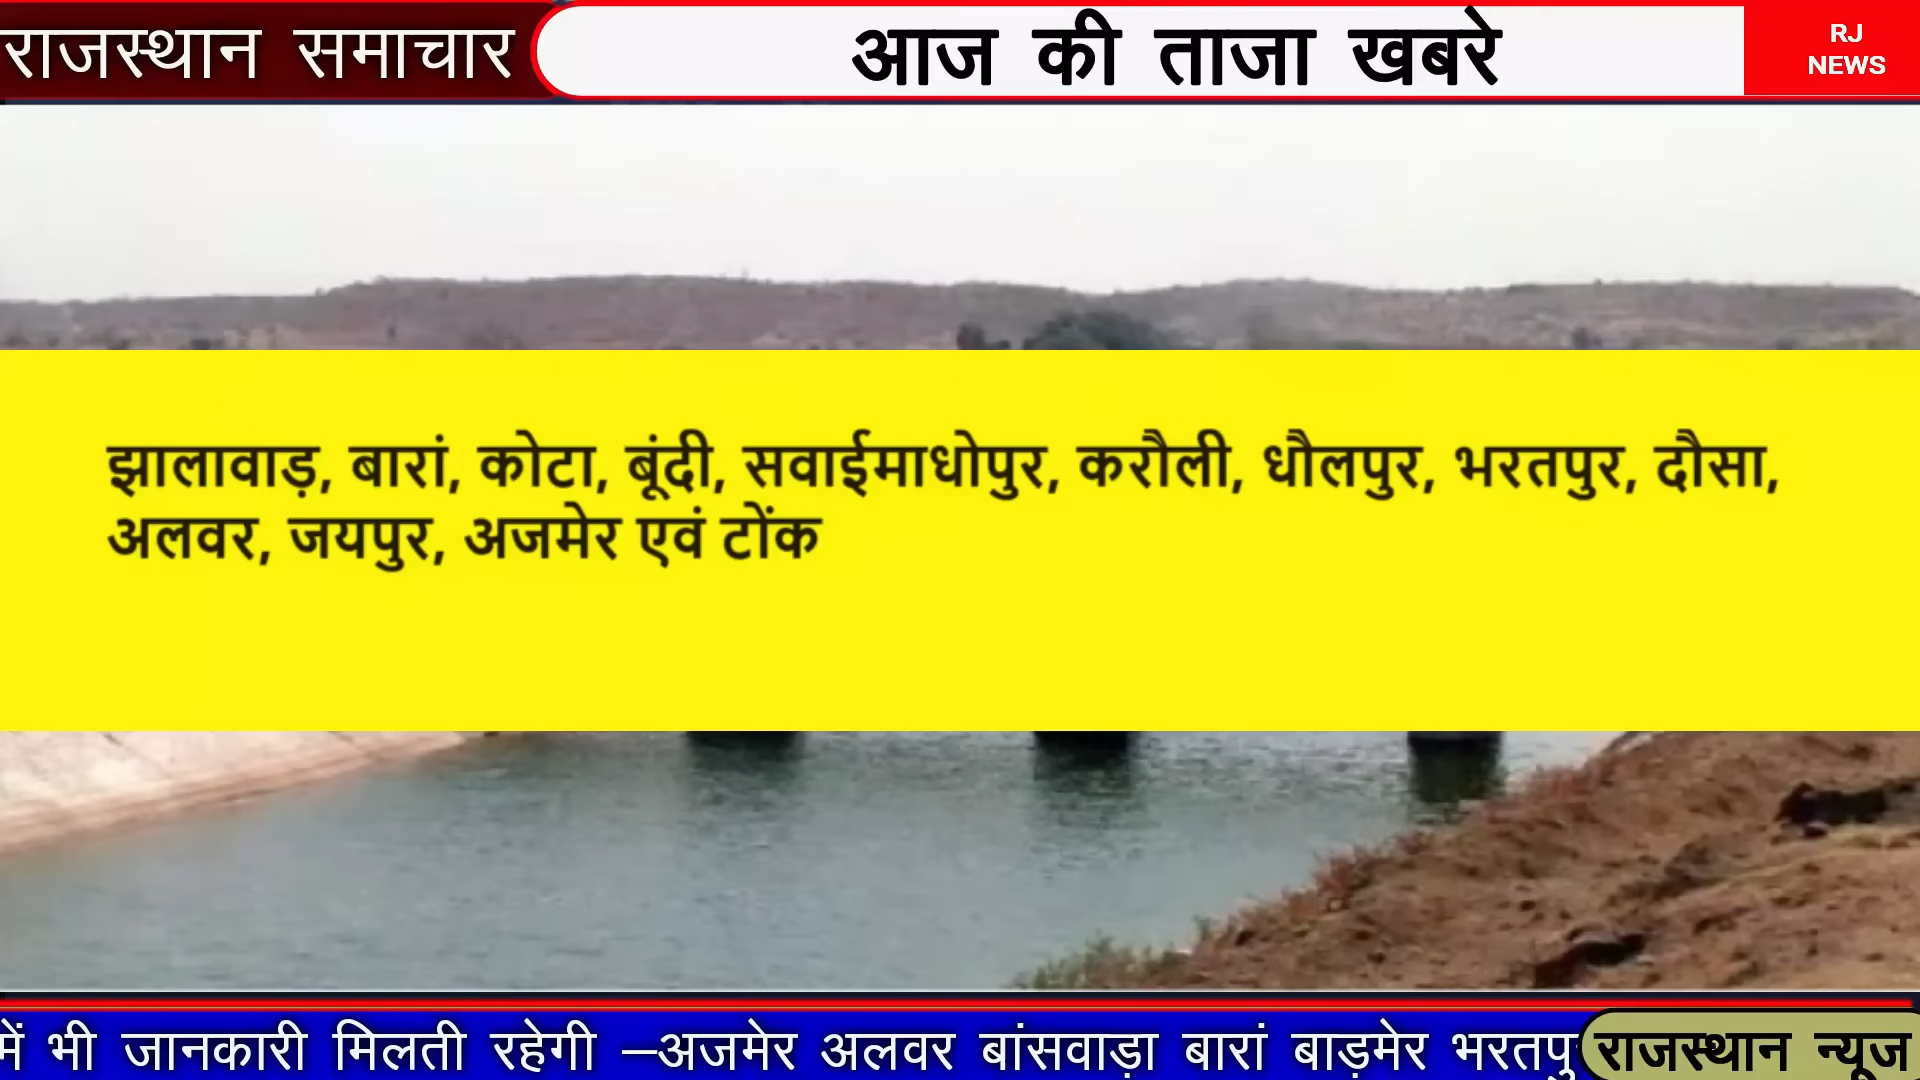 राजस्थान समाचार
आज की ताजा खबरे
RJ
NEWS
झालावाड़, बारां, कोटा, बूंदी, सवाईमाधोपुर, करौली, धौलपुर, भरतपुर, दौसा,
अलवर, जयपुर, अजमेर एवं टोंक
में भी जानकारी मिलती रहेगी –अजमेर अलवर बांसवाड़ा बारां बाड़मेर भरतपु
राजस्थान न्यूज